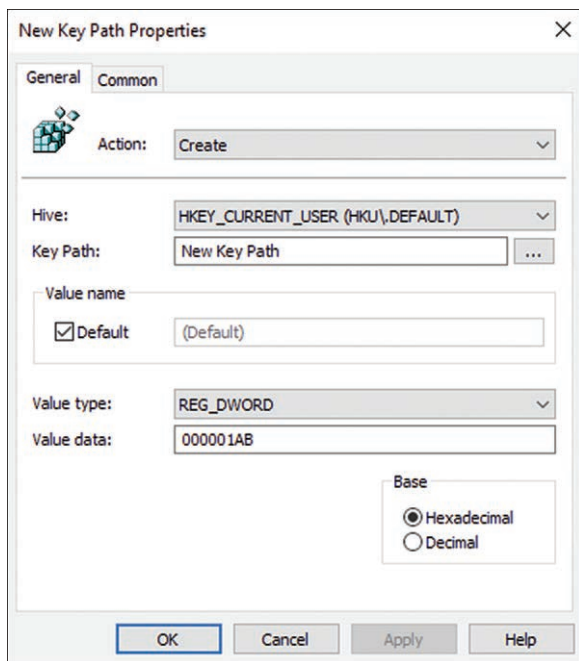 New Key Path Properties
General Common
Action: Create
Hive: HKEY_CURRENT_USER (HKU\.DEFAULT)
Key Path: New Key Path ...
Value name
Default (Default)
Value type: REG_DWORD
Value data: 000001AB
Base
Hexadecimal
Decimal
OK Cancel Apply Help